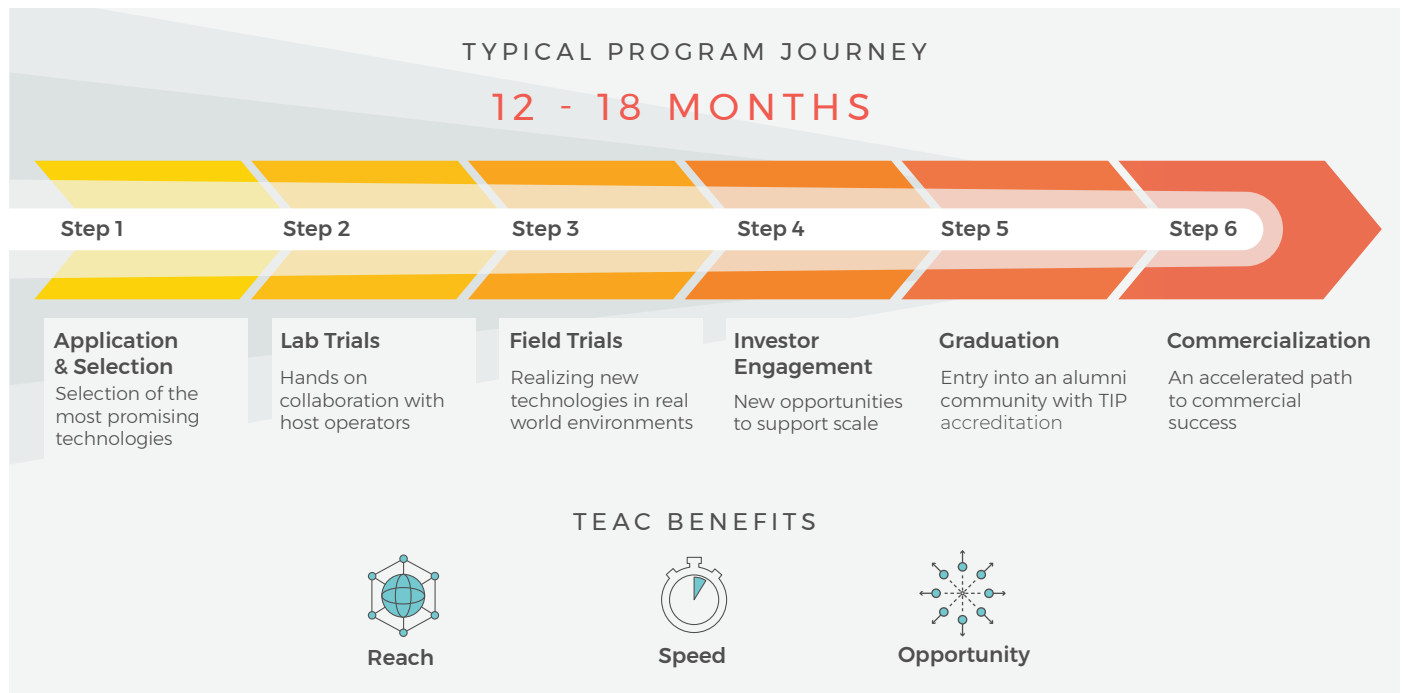 TYPICAL PROGRAM JOURNEY
12 - 18 MONTHS
Step 1
Step 2
Step 3
Step 4
Step 5
Step 6
Application
& Selection
Selection of the
most promising
technologies
Lab Trials
Hands on
collaboration with
host operators
Field Trials
Realizing new
technologies in real
world environments
Investor
Engagement
New opportunities
to support scale
Graduation
Entry into an alumni
community with TIP
accreditation
Commercialization
An accelerated path
to commercial
success
TEAC BENEFITS
Reach
Speed
Opportunity